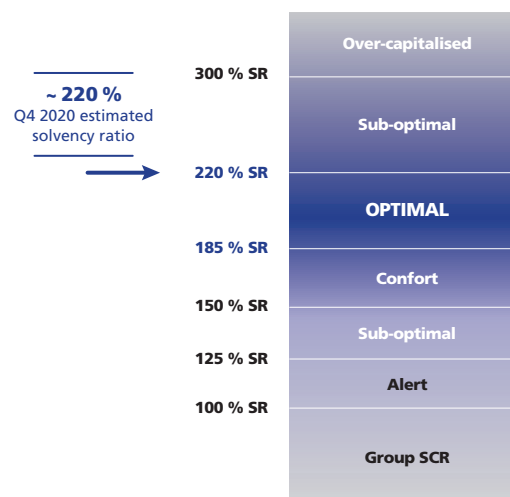 Over-capitalised
300 % SR
~ 220 %
Q4 2020 estimated
solvency ratio
Sub-optimal
220 % SR
OPTIMAL
185 % SR
Confort
150 % SR
Sub-optimal
125 % SR
Alert
100 % SR
Group SCR